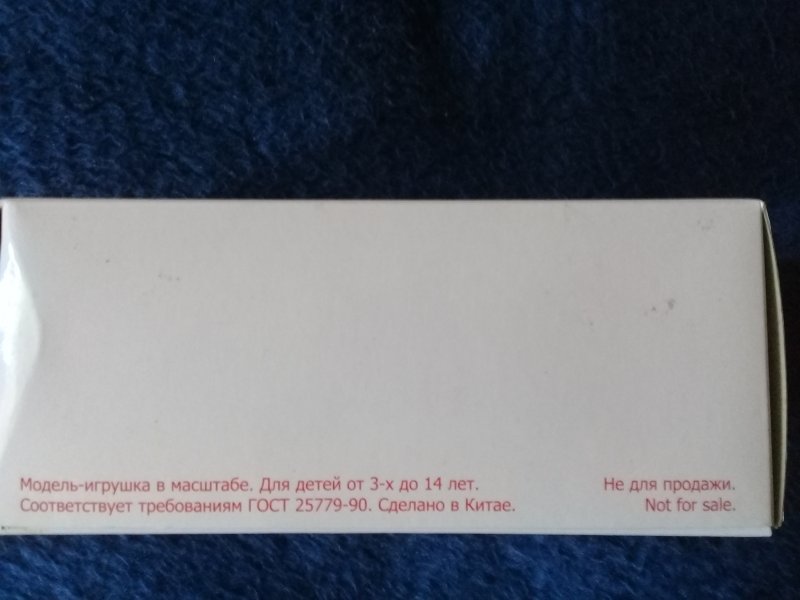 Модель-игрушка в масштабе. Для детей от 3-х до 14 лет.
Соответствует требованиям ГОСТ 25779-90. Сделано в Китае.
Не для продажи.
Not for sale.